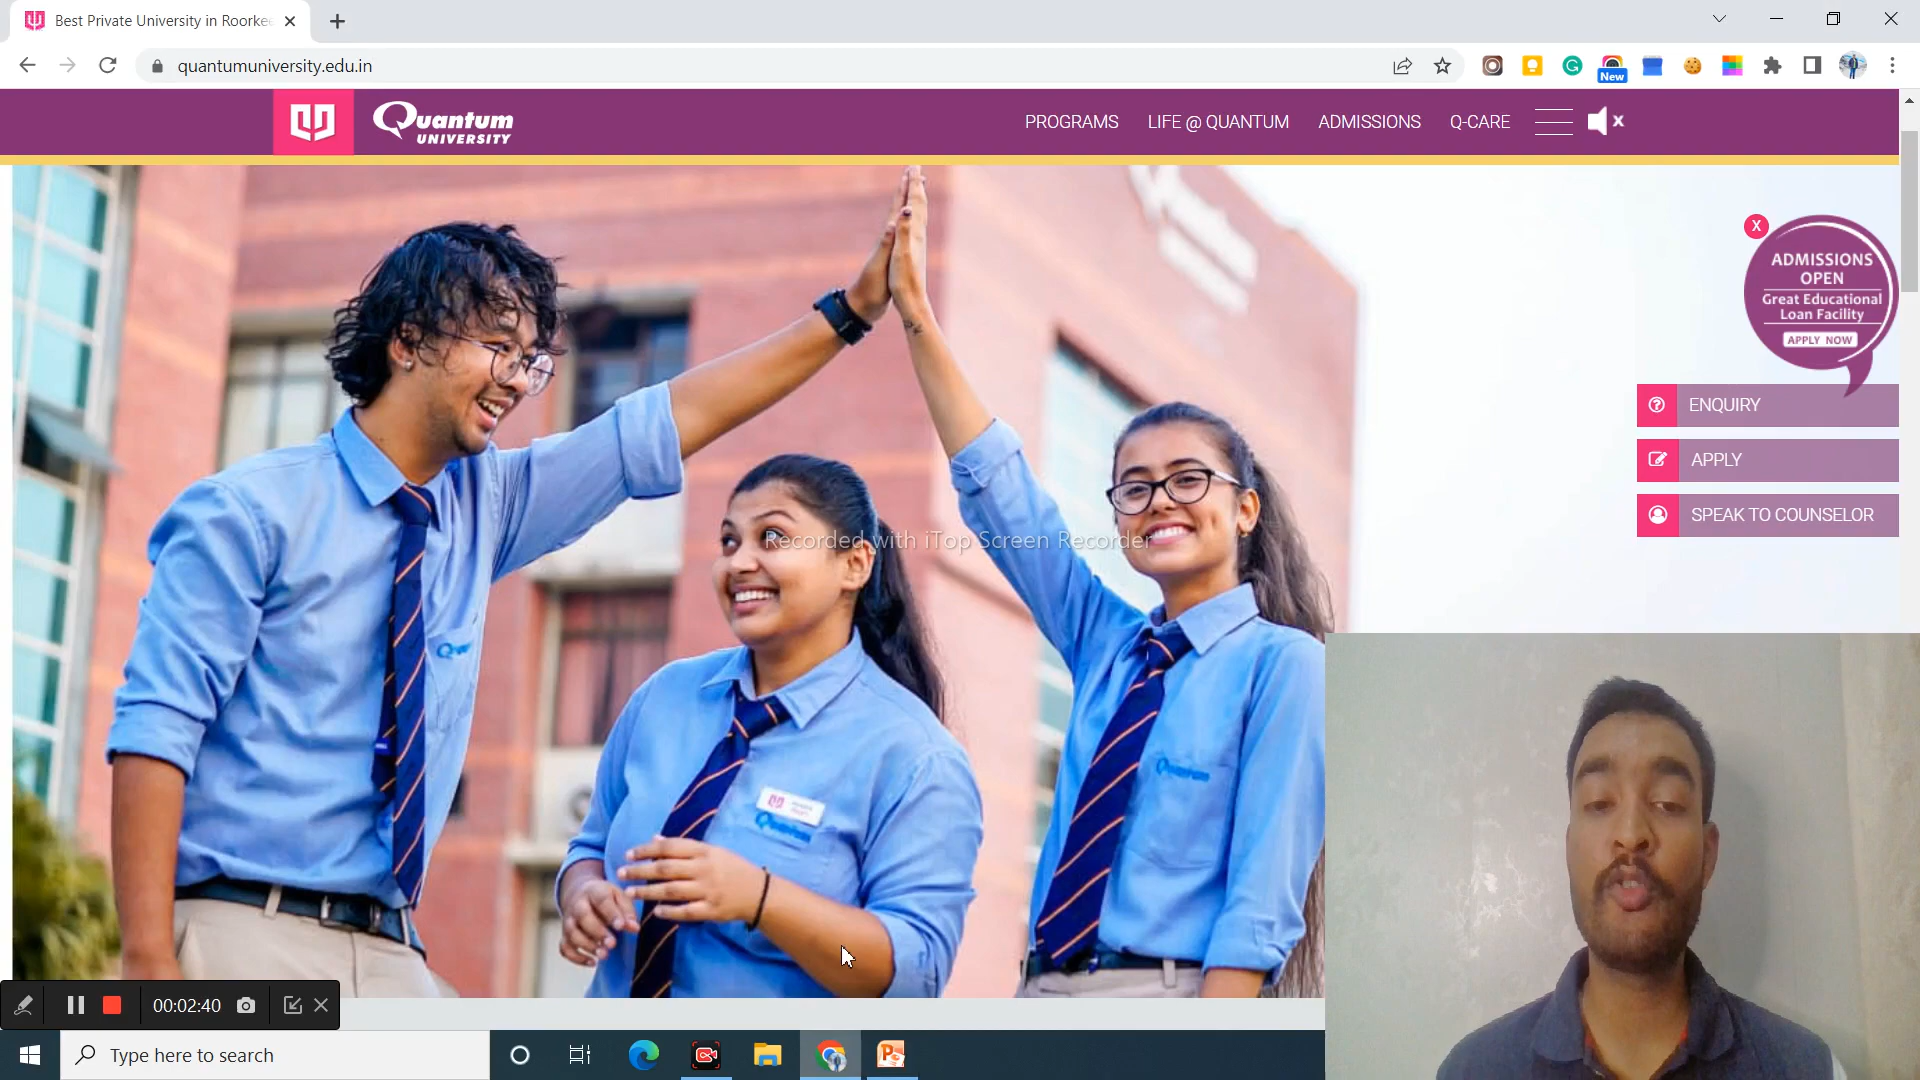 Best Private University in Roorkee
quantumuniversity.edu.in
New
Quantum
UNIVERSITY
PROGRAMS
LIFE @ QUANTUM
ADMISSIONS
Q-CARE
X
ADMISSIONS
OPEN
Great Educational
Loan Facility
APPLY NOW
ENQUIRY
APPLY
SPEAK TO COUNSELOR
Recorded with iTop Screen Recorder
Quantum
Quantum
00:02:40
Type here to search